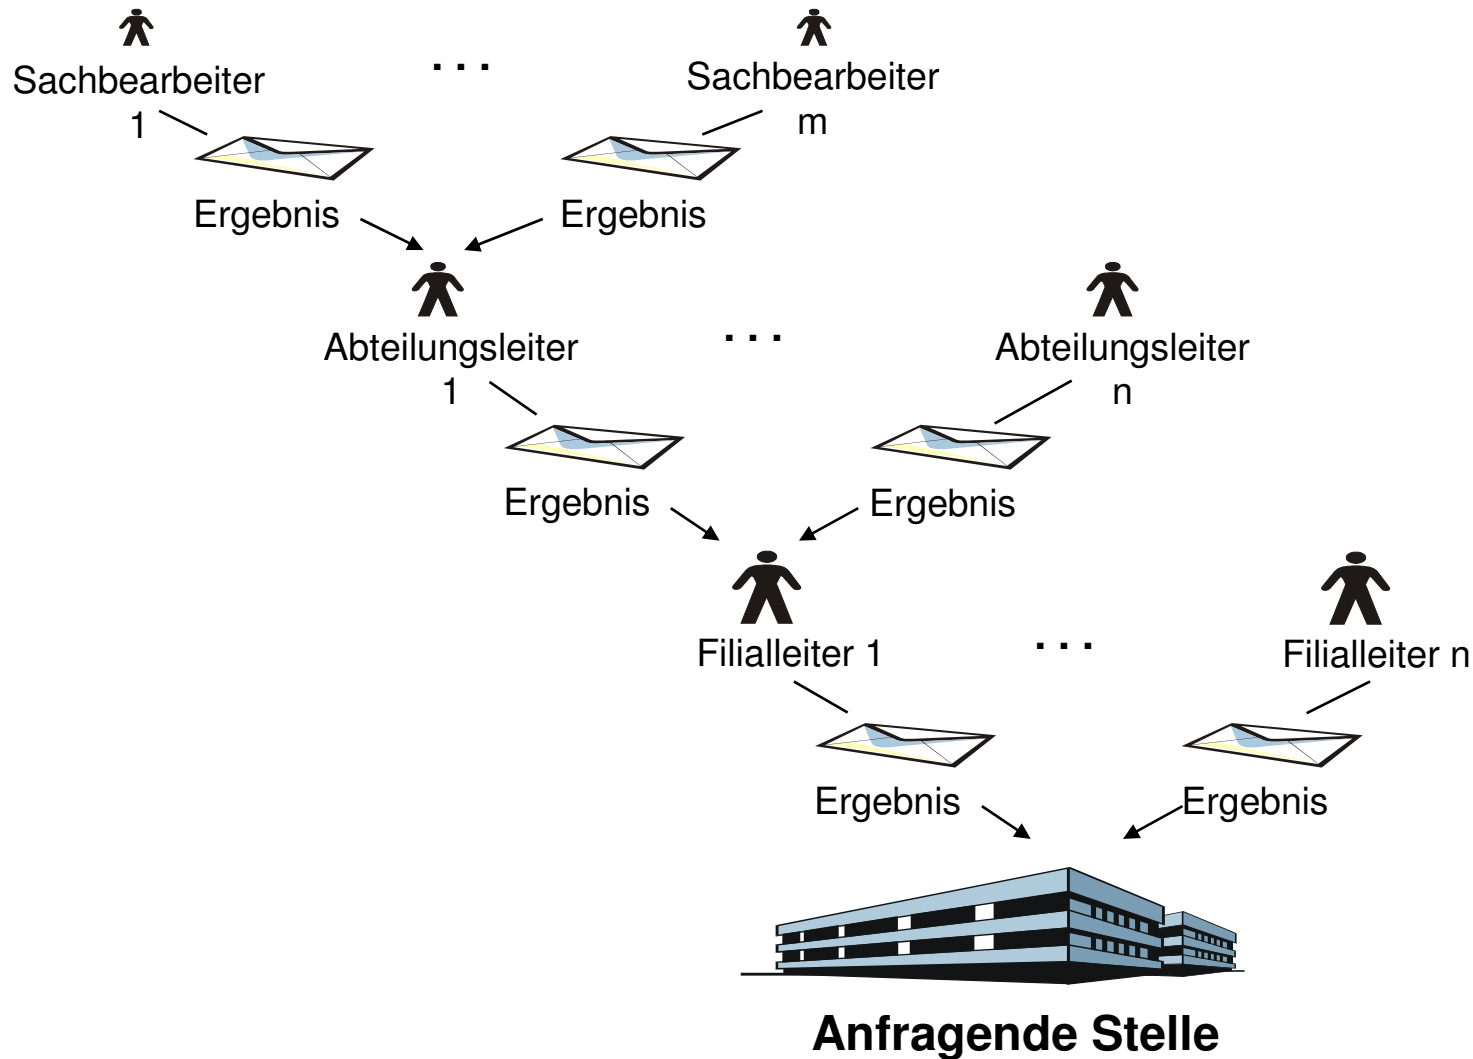 Sachbearbeiter
1
. . .
Sachbearbeiter
m
Ergebnis
Ergebnis
Abteilungsleiter
1
. . .
Abteilungsleiter
n
Ergebnis
Ergebnis
Filialleiter 1
. . .
Filialleiter n
Ergebnis
Ergebnis
Anfragende Stelle